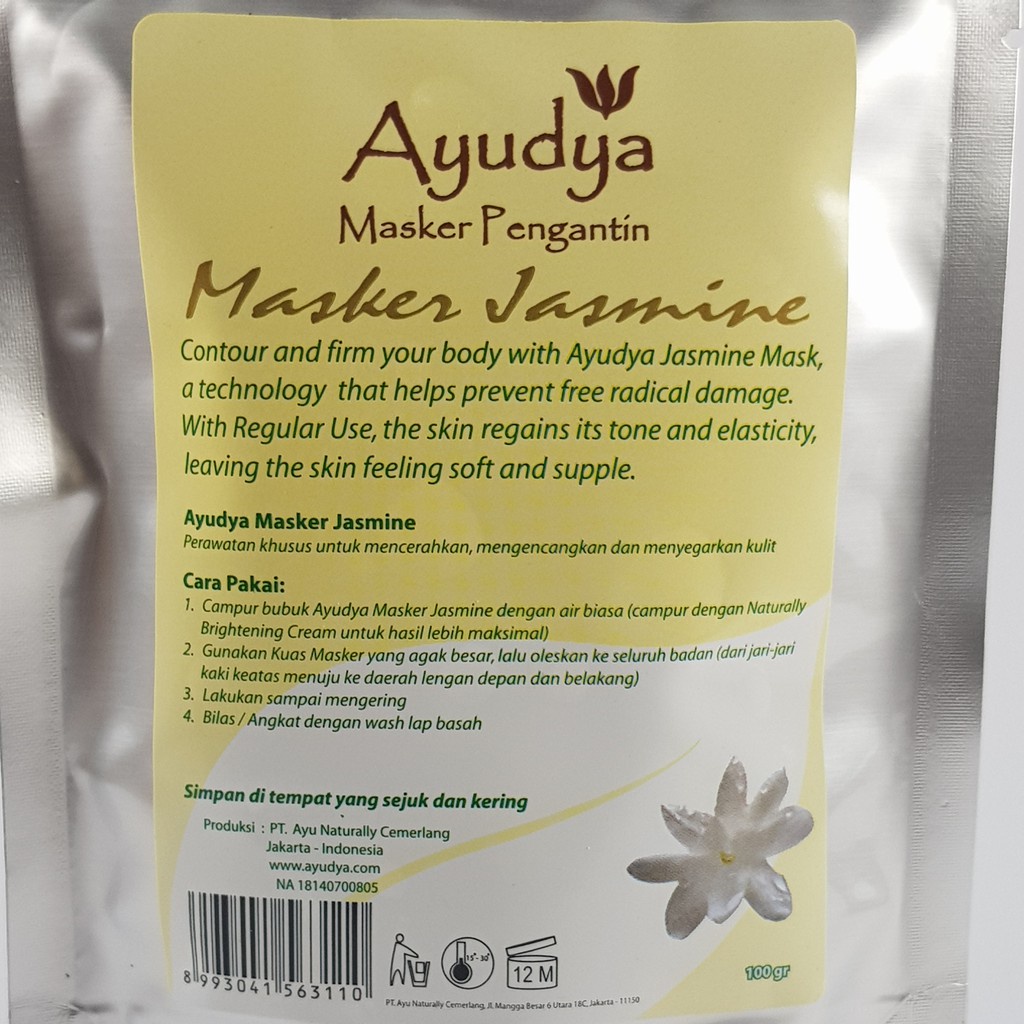 Ayudya
Masker Pengantin
Masker Jasmine
Contour and firm your body with Ayudya Jasmine Mask,
a technology that helps prevent free radical damage.
With Regular Use, the skin regains its tone and elasticity,
leaving the skin feeling soft and supple.
Ayudya Masker Jasmine
Perawatan khusus untuk mencerahkan, mengencangkan dan menyegarkan kulit
Cara Pakai:
1. Campur bubuk Ayudya Masker Jasmine dengan air biasa (campur dengan Naturally
Brightening Cream untuk hasil lebih maksimal)
2. Gunakan Kuas Masker yang agak besar, lalu oleskan ke seluruh badan (dari jari-jari
kaki keatas menuju ke daerah lengan depan dan belakang)
3. Lakukan sampai mengering
4. Bilas / Angkat dengan wash lap basah
Simpan di tempat yang sejuk dan kering
Produksi : PT. Ayu Naturally Cemerlang
Jakarta - Indonesia
www.ayudya.com
NA 18140700805
8 993041 563110
15°- 30°
12 M
100 gr
PT. Ayu Naturally Cemerlang, Jl. Mangga Besar 6 Utara 18C, Jakarta - 11150